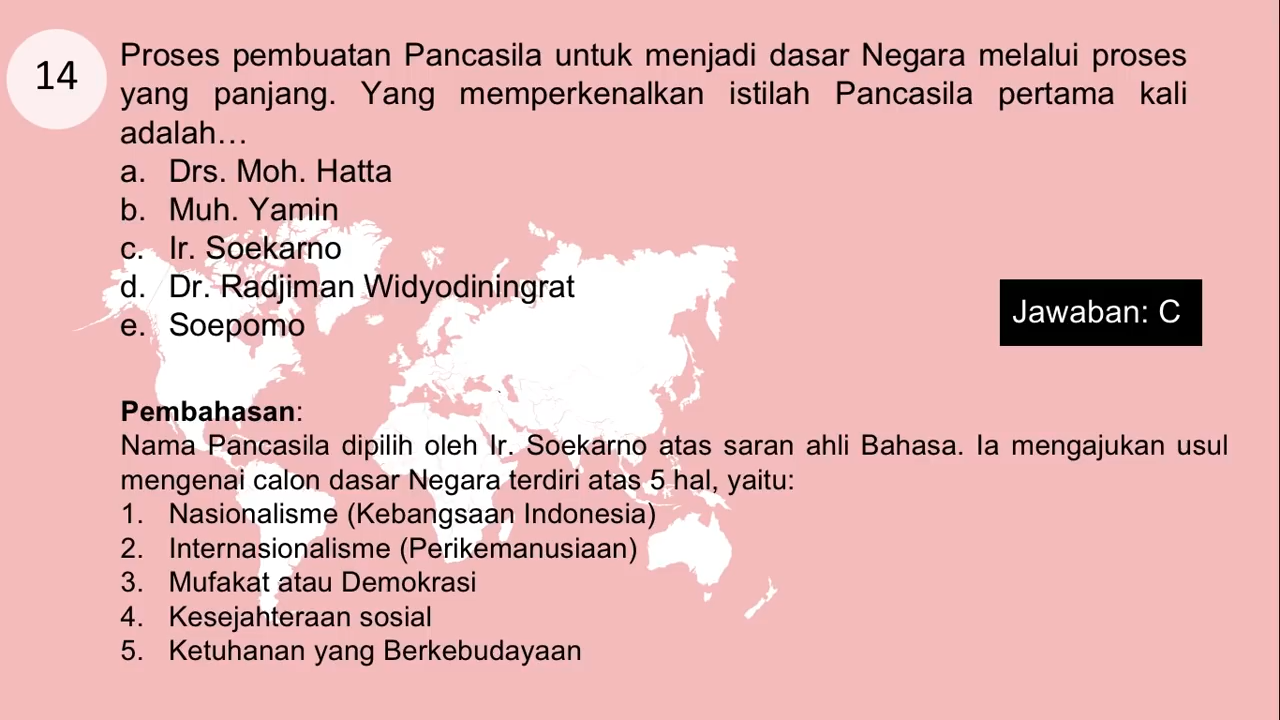 14
Proses pembuatan Pancasila untuk menjadi dasar Negara melalui proses
yang panjang. Yang memperkenalkan istilah Pancasila pertama kali
adalah…
a. Drs. Moh. Hatta
b. Muh. Yamin
c. Ir. Soekarno
d. Dr. Radjiman Widyodiningrat
e. Soepomo
Jawaban: C
Pembahasan:
Nama Pancasila dipilih oleh Ir. Soekarno atas saran ahli Bahasa. Ia mengajukan usul
mengenai calon dasar Negara terdiri atas 5 hal, yaitu:
1. Nasionalisme (Kebangsaan Indonesia)
2. Internasionalisme (Perikemanusiaan)
3. Mufakat atau Demokrasi
4. Kesejahteraan sosial
5. Ketuhanan yang Berkebudayaan